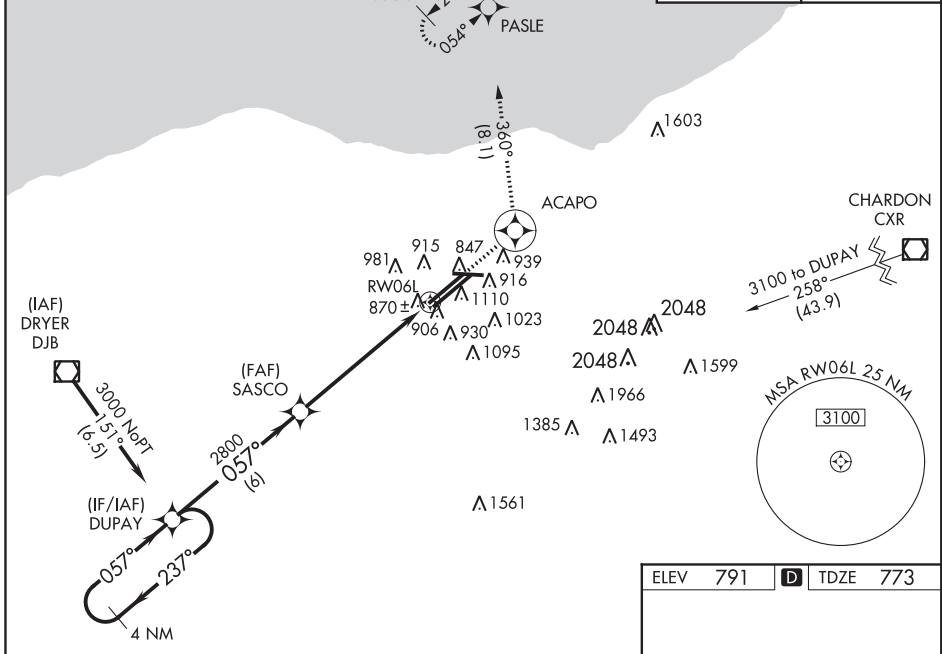 054°
PASLE
360°
(8.1)
1603
ACAPO
CHARDON
CXR
3100 to DUPAY
258°
(43.9)
981
915
847
939
RW06L
916
870±
1110
906
930
1023
1095
2048
2048
2048
1599
1966
1385
1493
1561
(IAF)
DRYER
DJB
3000 NoPT
151°
(6.5)
(FAF)
SASCO
2800
057°
(6)
(IF/IAF)
DUPAY
057°
237°
4 NM
MSA RW06L 25 NM
3100
ELEV 791 D TDZE 773